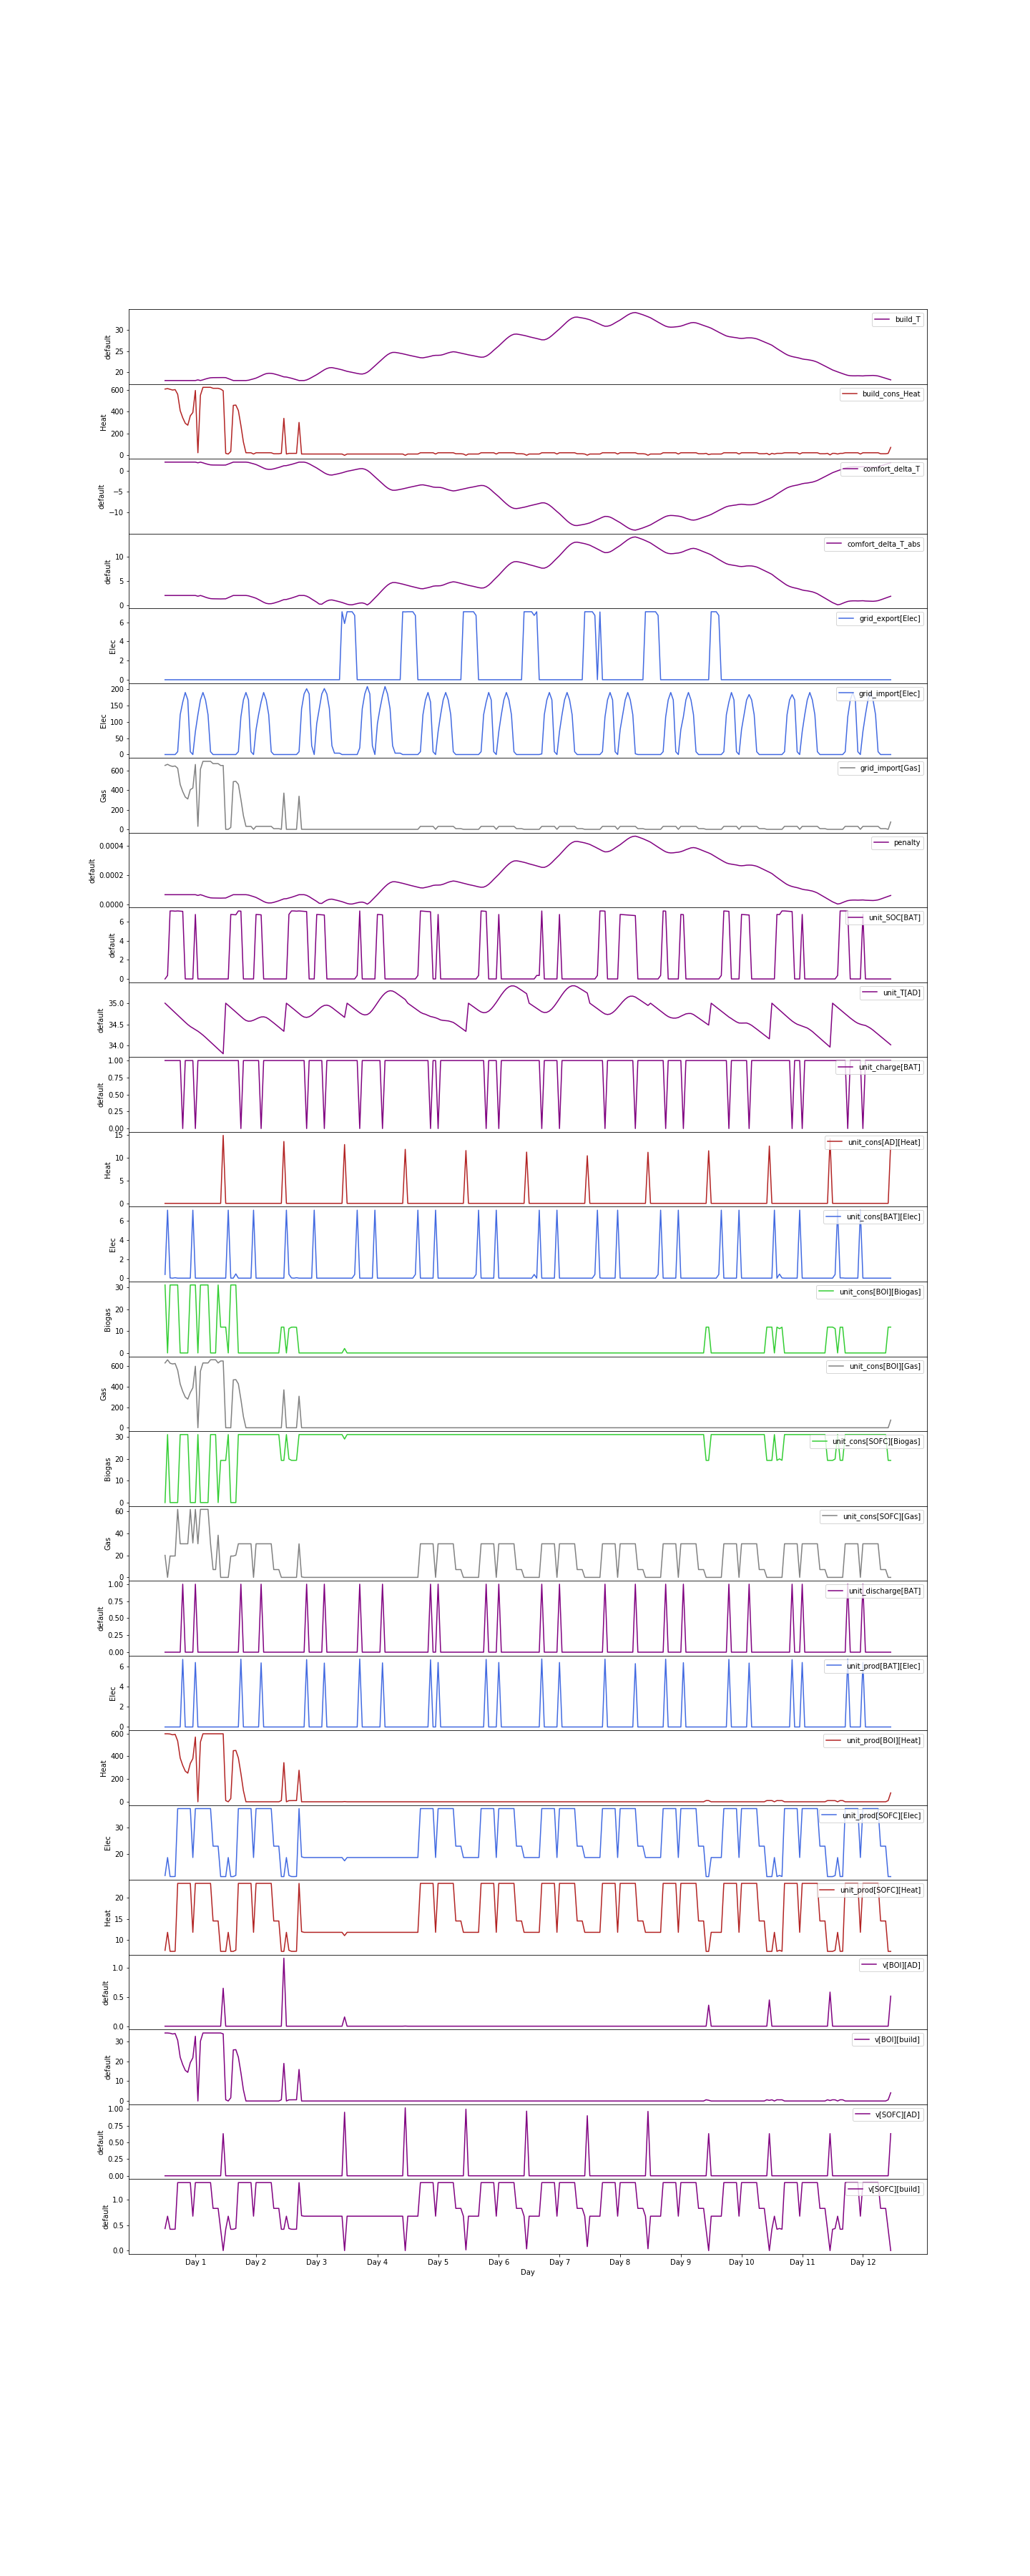 30
25
20
default
build_T
600
400
200
0
Heat
build_cons_Heat
0
−5
−10
default
comfort_delta_T
10
5
0
default
comfort_delta_T_abs
6
4
2
0
Elec
grid_export[Elec]
200
150
100
50
0
Elec
grid_import[Elec]
600
400
200
0
Gas
grid_import[Gas]
0.0004
0.0002
0.0000
default
penalty
6
4
2
0
default
unit_SOC[BAT]
35.0
34.5
34.0
default
unit_T[AD]
1.00
0.75
0.50
0.25
0.00
default
unit_charge[BAT]
15
10
5
0
Heat
unit_cons[AD][Heat]
6
4
2
0
Elec
unit_cons[BAT][Elec]
30
20
10
0
Biogas
unit_cons[BOI][Biogas]
600
400
200
0
Gas
unit_cons[BOI][Gas]
30
20
10
0
Biogas
unit_cons[SOFC][Biogas]
60
40
20
0
Gas
unit_cons[SOFC][Gas]
1.00
0.75
0.50
0.25
0.00
default
unit_discharge[BAT]
6
4
2
0
Elec
unit_prod[BAT][Elec]
600
400
200
0
Heat
unit_prod[BOI][Heat]
30
20
Elec
unit_prod[SOFC][Elec]
20
15
10
Heat
unit_prod[SOFC][Heat]
1.0
0.5
0.0
default
v[BOI][AD]
30
20
10
0
default
v[BOI][build]
1.00
0.75
0.50
0.25
0.00
default
v[SOFC][AD]
1.0
0.5
0.0
default
v[SOFC][build]
Day 1 Day 2 Day 3 Day 4 Day 5 Day 6 Day 7 Day 8 Day 9 Day 10 Day 11 Day 12
Day